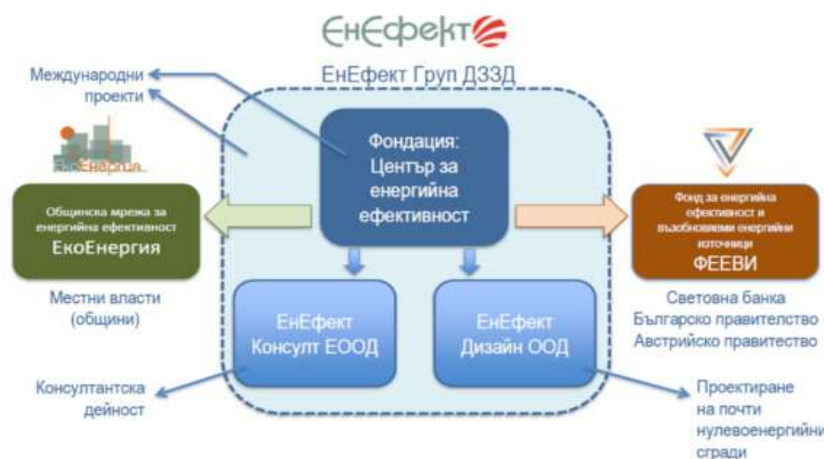 ЕнЕфект
ЕнЕфект Груп ДЗЗД
Международни
проекти
ЕкоЕнергия
Фондация:
Център за
енергийна
ефективност
Общинска мрежа за
енергийна ефективност
ЕкоЕнергия
Фонд за енергийна
ефективност и
възобновяеми енергийни
източници
ФЕЕВИ
Местни власти
(общини)
Световна банка
Българско правителство
Австрийско правитество
ЕнЕфект
Консулт ЕООД
ЕнЕфект
Дизайн ООД
Консултантска
дейност
Проектиране
на почти
нулевоенергийни
сгради